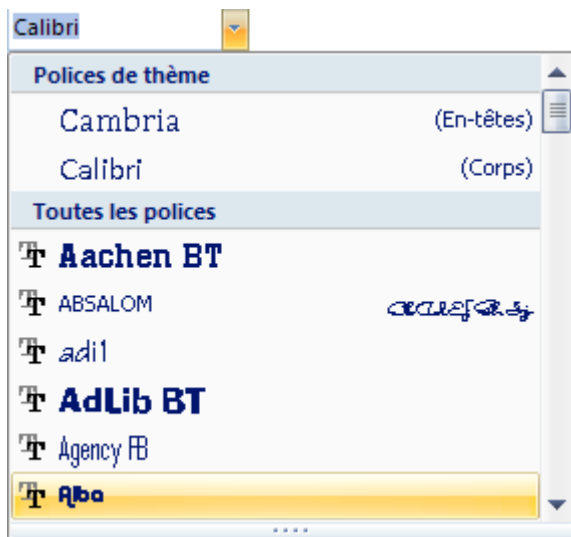 Calibri
Polices de thème
Cambria (En-têtes)
Calibri (Corps)
Toutes les polices
Aachen BT
ABSALOM
adi1
AdLib BT
Agency FB
Alba